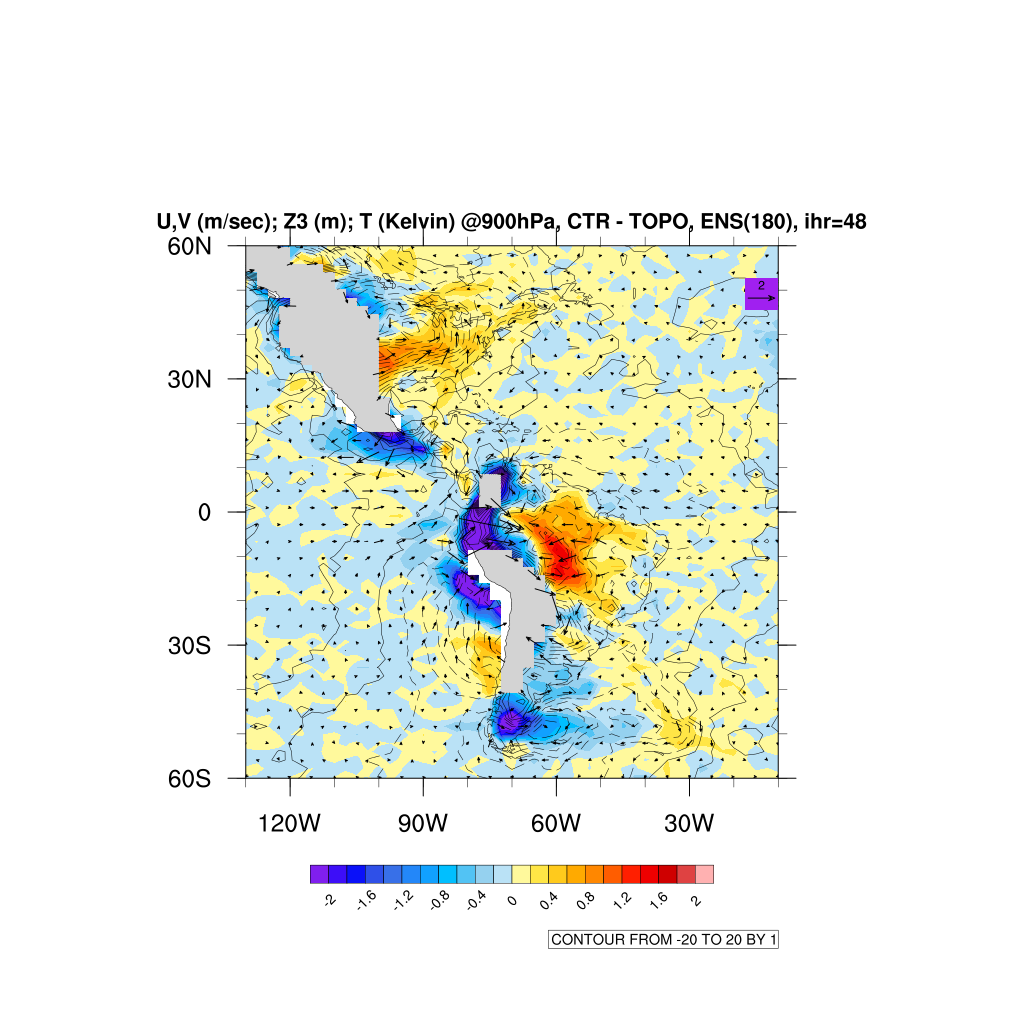 U,V (m/sec); Z3 (m); T (Kelvin) @900hPa, CTR - TOPO, ENS(180), ihr=48
60N
2
30N
0
30S
60S
120W 90W 60W 30W
-2 -1.6 -1.2 -0.8 -0.4 0 0.4 0.8 1.2 1.6 2
CONTOUR FROM -20 TO 20 BY 1